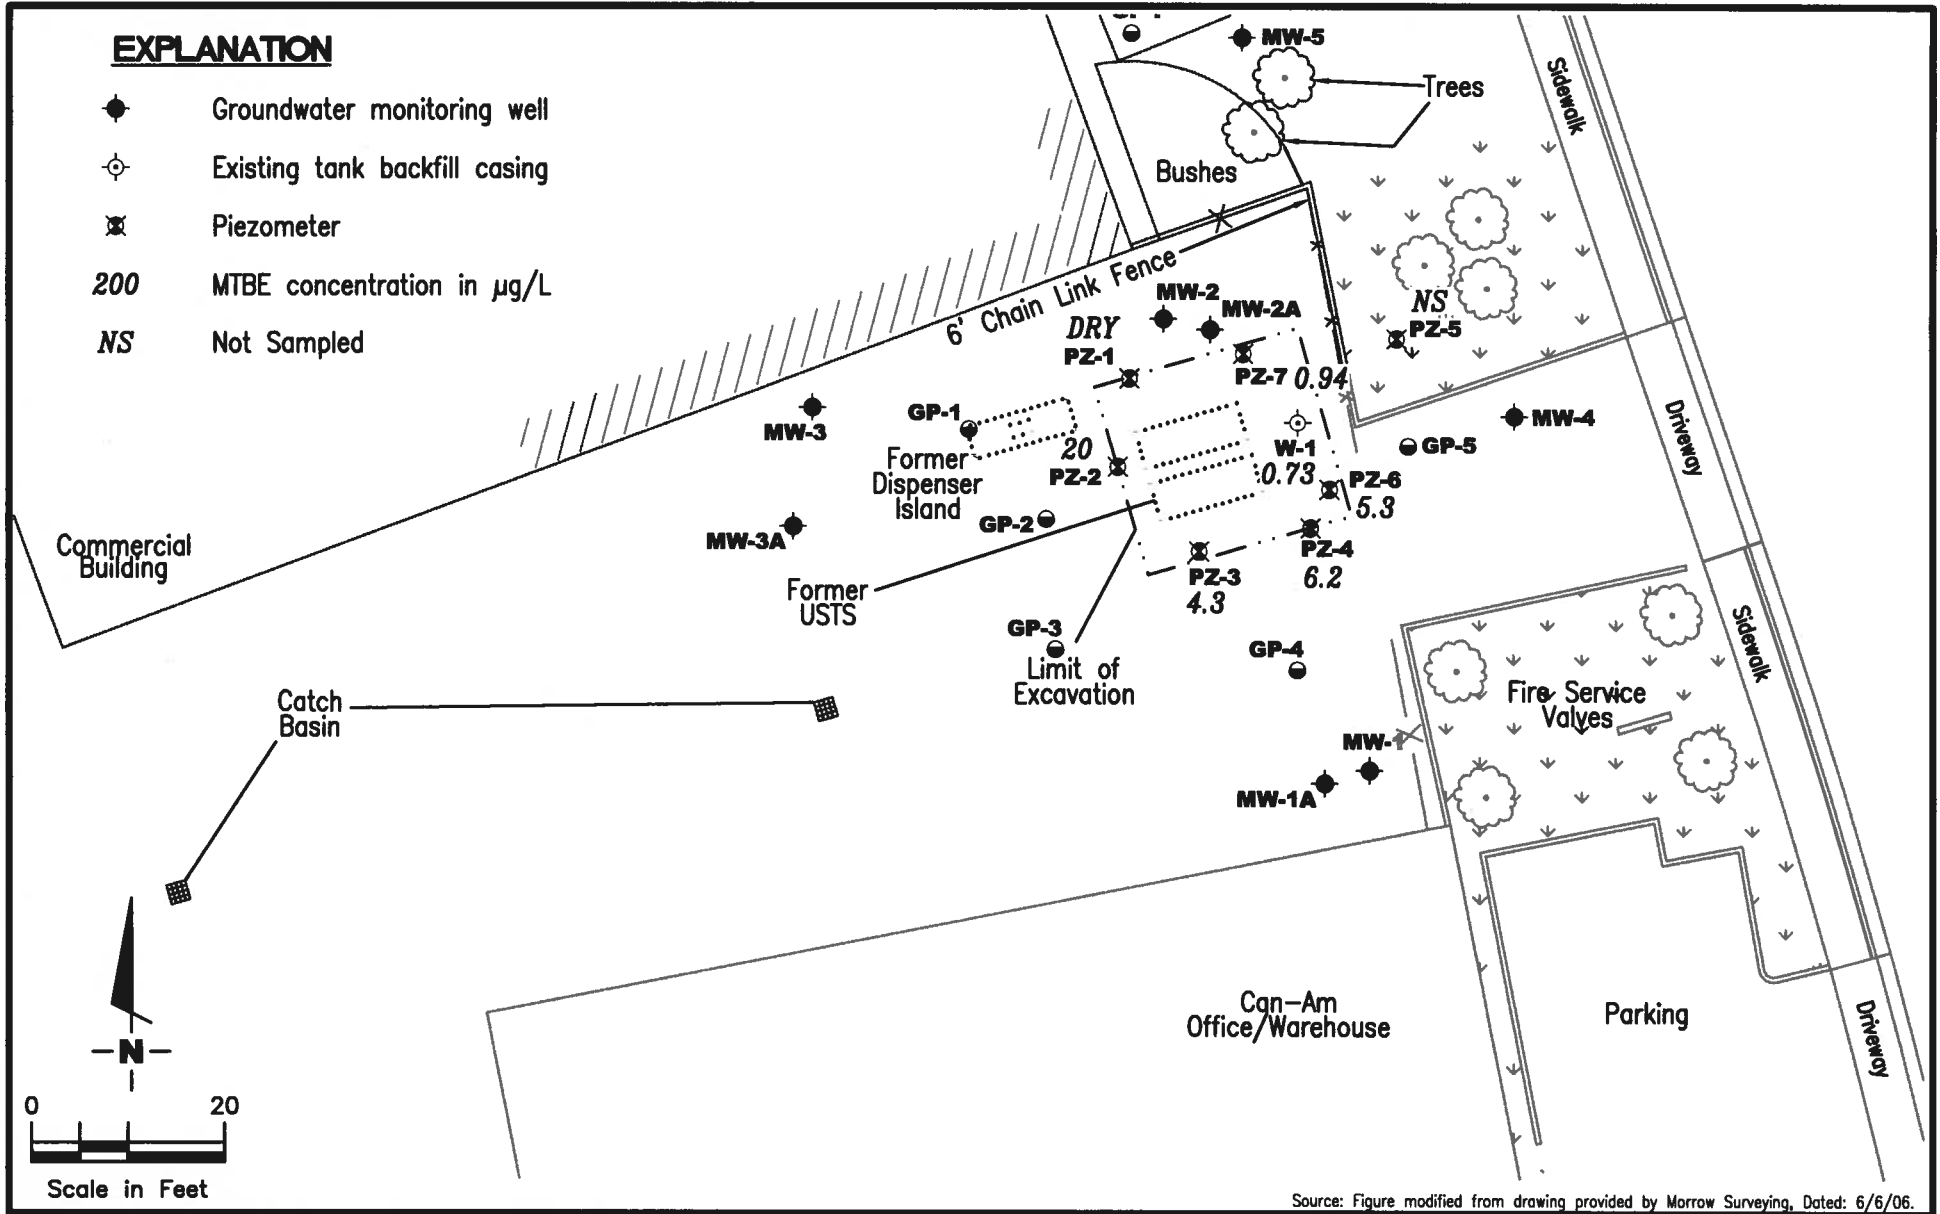 EXPLANATION
Groundwater monitoring well
Existing tank backfill casing
Piezometer
200 MTBE concentration in µg/L
NS Not Sampled
MW-5
Trees
Sidewalk
Bushes
6' Chain Link Fence
NS
PZ-5
MW-2
MW-2A
DRY
PZ-1
PZ-7 0.94
MW-3
GP-1
Former
Dispenser
Island
20
PZ-2
W-1
0.73
PZ-6
5.3
GP-5
MW-4
Driveway
MW-3A
GP-2
PZ-4
6.2
PZ-3
4.3
Commercial
Building
Former
USTS
GP-3
Limit of
Excavation
GP-4
Sidewalk
Fire Service
Valves
Catch
Basin
MW-1
MW-1A
N
Can-Am
Office/Warehouse
Parking
Driveway
0 20
Scale in Feet
Source: Figure modified from drawing provided by Morrow Surveying, Dated: 6/6/06.